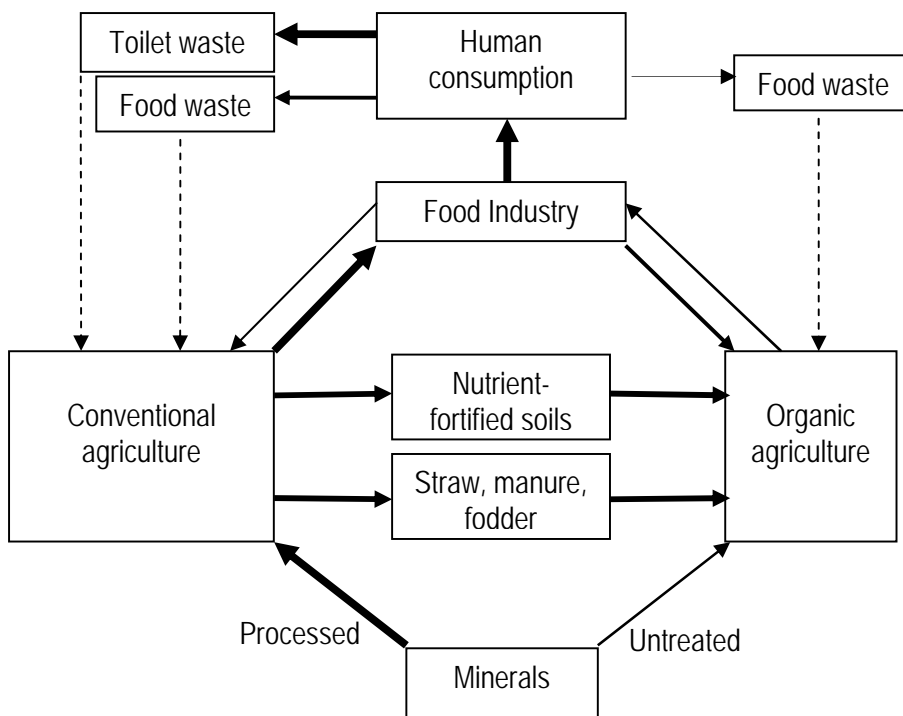 Toilet waste
Human
consumption
Food waste
Food waste
Food Industry
Conventional
agriculture
Nutrient-
fortified soils
Organic
agriculture
Straw, manure,
fodder
Processed
Untreated
Minerals